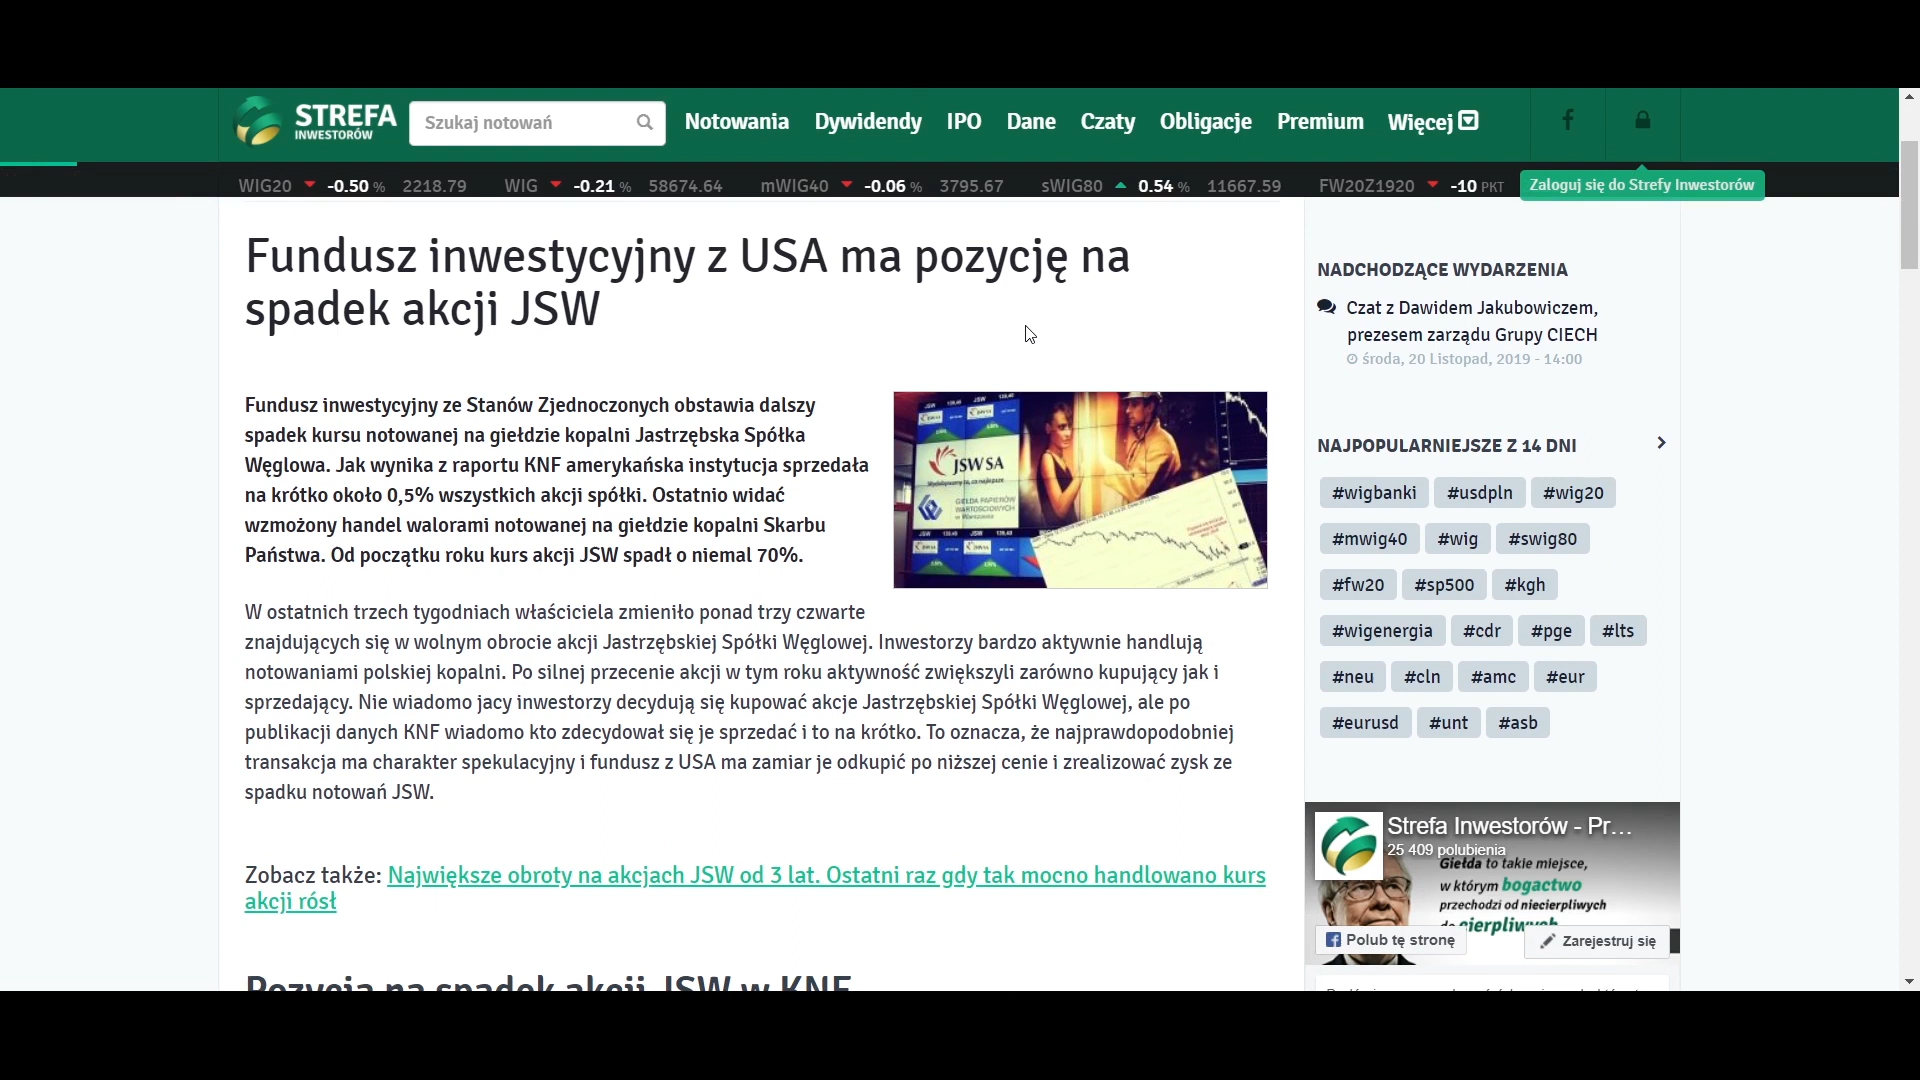 STREFA
INWESTORÓW
Szukaj notowań
Notowania Dywidendy IPO Dane Czaty Obligacje Premium Więcej
WIG20 -0.50 % 2218.79 WIG -0.21 % 58674.64 mWIG40 -0.06 % 3795.67 sWIG80 0.54 % 11667.59 FW20Z1920 -10 PKT
Zaloguj się do Strefy Inwestorów
Fundusz inwestycyjny z USA ma pozycję na
spadek akcji JSW
Fundusz inwestycyjny ze Stanów Zjednoczonych obstawia dalszy
spadek kursu notowanej na giełdzie kopalni Jastrzębska Spółka
Węglowa. Jak wynika z raportu KNF amerykańska instytucja sprzedała
na krótko około 0,5% wszystkich akcji spółki. Ostatnio widać
wzmożony handel walorami notowanej na giełdzie kopalni Skarbu
Państwa. Od początku roku kurs akcji JSW spadł o niemal 70%.
JSW SA
GIEŁDA PAPIERÓW
WARTOŚCIOWYCH
W ostatnich trzech tygodniach właściciela zmieniło ponad trzy czwarte
znajdujących się w wolnym obrocie akcji Jastrzębskiej Spółki Węglowej. Inwestorzy bardzo aktywnie handlują
notowaniami polskiej kopalni. Po silnej przecenie akcji w tym roku aktywność zwiększyli zarówno kupujący jak i
sprzedający. Nie wiadomo jacy inwestorzy decydują się kupować akcje Jastrzębskiej Spółki Węglowej, ale po
publikacji danych KNF wiadomo kto zdecydował się je sprzedać i to na krótko. To oznacza, że najprawdopodobniej
transakcja ma charakter spekulacyjny i fundusz z USA ma zamiar je odkupić po niższej cenie i zrealizować zysk ze
spadku notowań JSW.
Zobacz także: Największe obroty na akcjach JSW od 3 lat. Ostatni raz gdy tak mocno handlowano kurs
akcji rósł
Pozycja na spadek akcji JSW w KNF
NADCHODZĄCE WYDARZENIA
Czat z Dawidem Jakubowiczem,
prezesem zarządu Grupy CIECH
środa, 20 Listopad, 2019 - 14:00
NAJPOPULARNIEJSZE Z 14 DNI
#wigbanki #usdpln #wig20
#mwig40 #wig #swig80
#fw20 #sp500 #kgh
#wigenergia #cdr #pge #lts
#neu #cln #amc #eur
#eurusd #unt #asb
Strefa Inwestorów - Pr…
25 409 polubienia
Giełda to takie miejsce,
w którym bogactwo
przechodzi od niecierpliwych
do cierpliwych
Polub tę stronę
Zarejestruj się